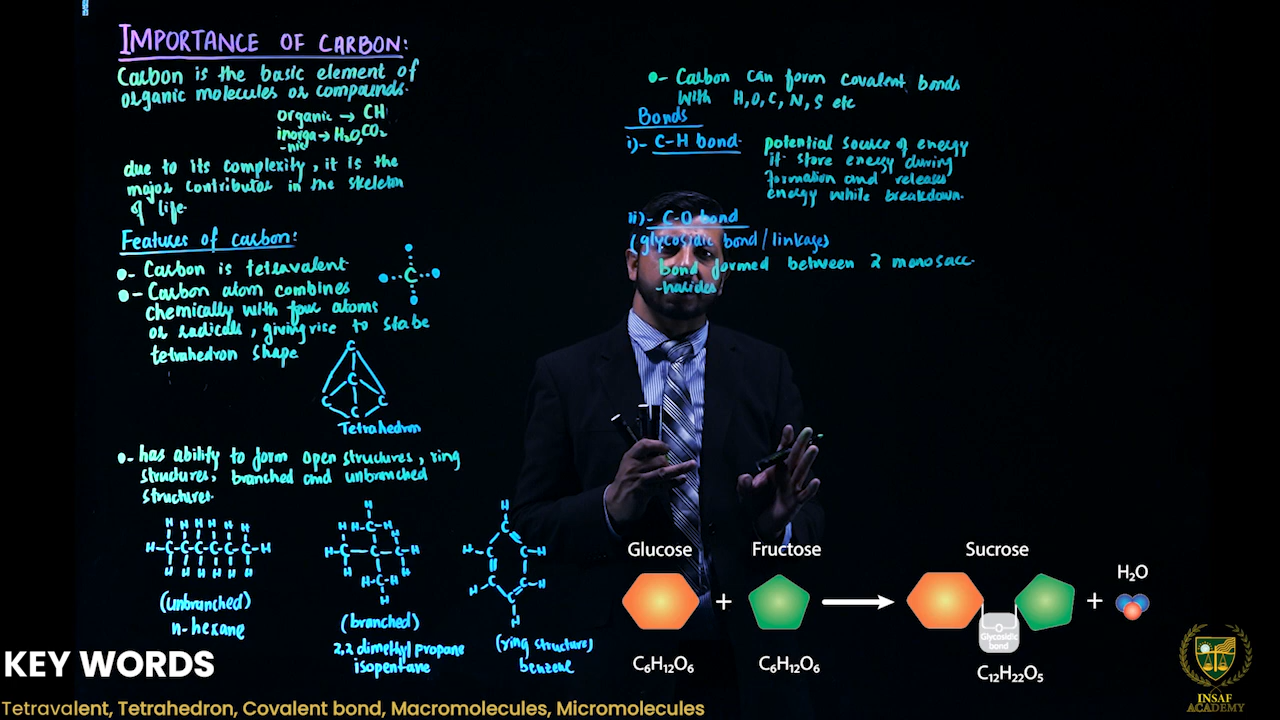 IMPORTANCE OF CARBON:
Carbon is the basic element of
organic molecules or compounds.
organic → CH
inorga → H₂O, CO₂
-nic
due to its complexity, it is the
major contributor in the skeleton
of life.
Features of carbon:
- Carbon is tetravalent
C
- Carbon atom combines
chemically with four atoms
or radicals, giving rise to stabe
tetrahedron shape
C
C
C C C
Tetrahedron
- has ability to form open structures, ring
structures, branched and unbranched
structures.
H H H H H H
H-C-C-C-C-C-C-H
H H H H H H
(unbranched)
n-hexane
(branched)
2,2 dimethyl propane
isopentane
(ring structure)
benzene
- Carbon can form covalent bonds
with H, O, C, N, S etc
Bonds
i)- C-H bond-
potential source of energy
it store energy during
formation and releases
energy while breakdown.
ii)- C-O bond
(glycosidic bond / linkage)
bond formed between 2 monosacc-
-harides
Glucose Fructose Sucrose
+ + H₂O
Glycosidic
bond
C₆H₁₂O₆ C₆H₁₂O₆ C₁₂H₂₂O₅
KEY WORDS
Tetravalent, Tetrahedron, Covalent bond, Macromolecules, Micromolecules
INSAF
ACADEMY